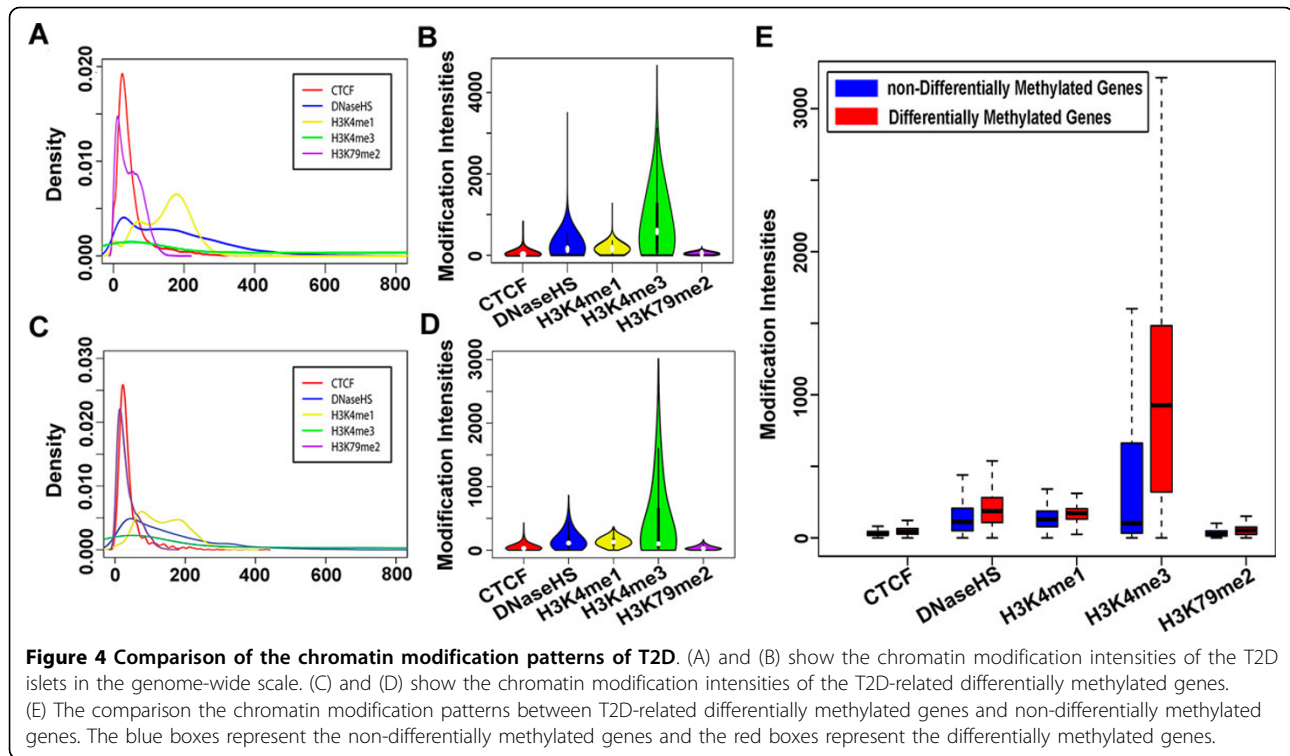 A
Density
0.000 0.010 0.020
0 200 400 600 800
CTCF
DNaseHS
H3K4me1
H3K4me3
H3K79me2
B
Modification Intensities
0 2000 4000
CTCF DNaseHS H3K4me1 H3K4me3 H3K79me2
C
Density
0.000 0.010 0.020 0.030
0 200 400 600 800
CTCF
DNaseHS
H3K4me1
H3K4me3
H3K79me2
D
Modification Intensities
0 1000 2000 3000
CTCF DNaseHS H3K4me1 H3K4me3 H3K79me2
E
Modification Intensities
0 1000 2000 3000
non-Differentially Methylated Genes
Differentially Methylated Genes
CTCF DNaseHS H3K4me1 H3K4me3 H3K79me2
Figure 4 Comparison of the chromatin modification patterns of T2D. (A) and (B) show the chromatin modification intensities of the T2D
islets in the genome-wide scale. (C) and (D) show the chromatin modification intensities of the T2D-related differentially methylated genes.
(E) The comparison the chromatin modification patterns between T2D-related differentially methylated genes and non-differentially methylated
genes. The blue boxes represent the non-differentially methylated genes and the red boxes represent the differentially methylated genes.